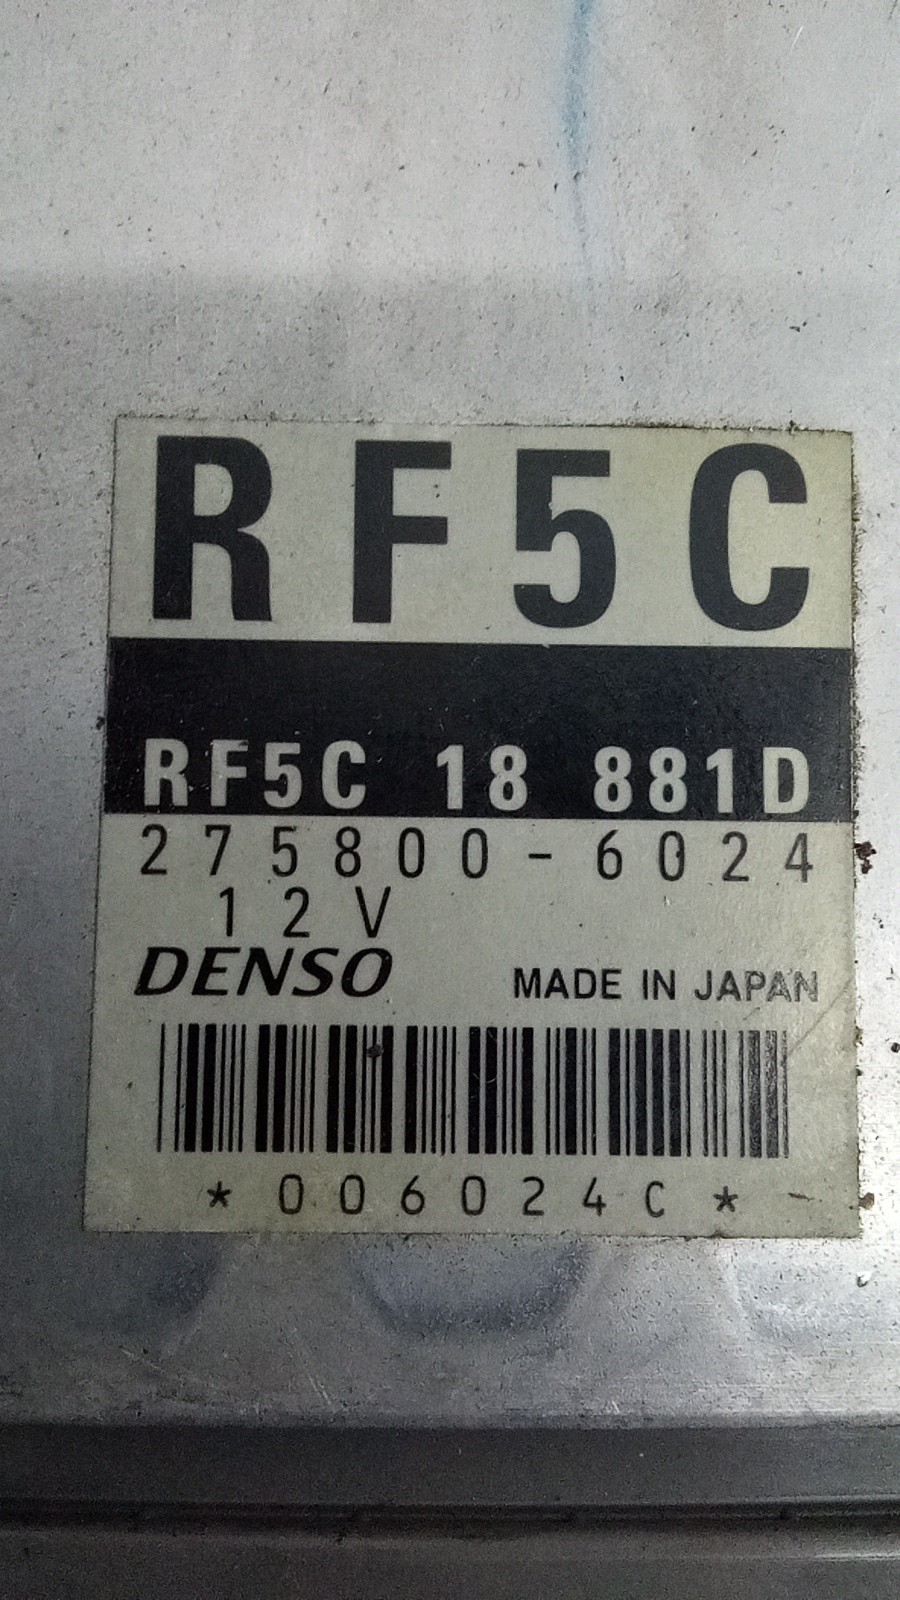 RF5C
RF5C 18 881D
275800-6024
12V
DENSO MADE IN JAPAN
*006024C*